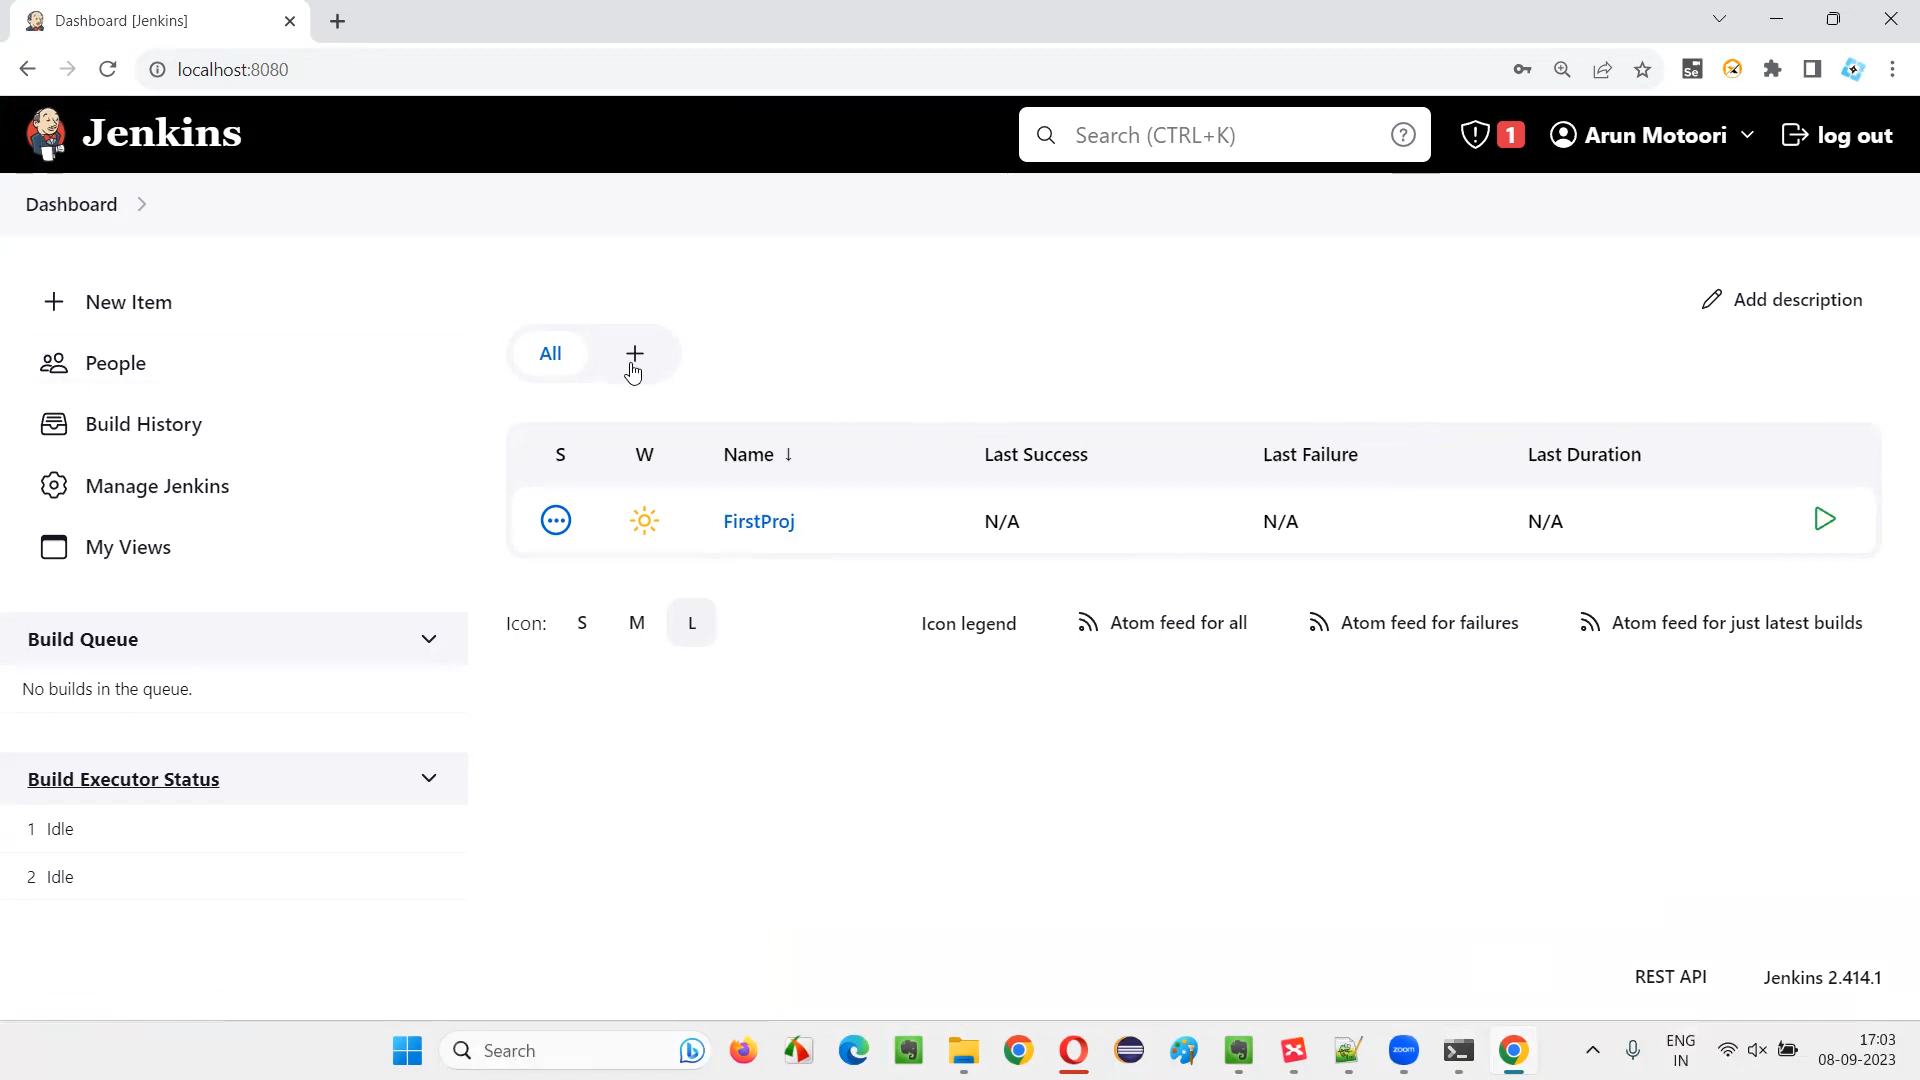 Dashboard [Jenkins]
localhost:8080
Se
Jenkins
Search (CTRL+K)
?
1
Arun Motoori
log out
Dashboard
New Item
People
Build History
Manage Jenkins
My Views
Add description
All
S W Name ↓ Last Success Last Failure Last Duration
FirstProj N/A N/A N/A
Icon: S M L
Icon legend
Atom feed for all
Atom feed for failures
Atom feed for just latest builds
Build Queue
No builds in the queue.
Build Executor Status
1 Idle
2 Idle
REST API
Jenkins 2.414.1
Search
zoom
ENG
IN
17:03
08-09-2023